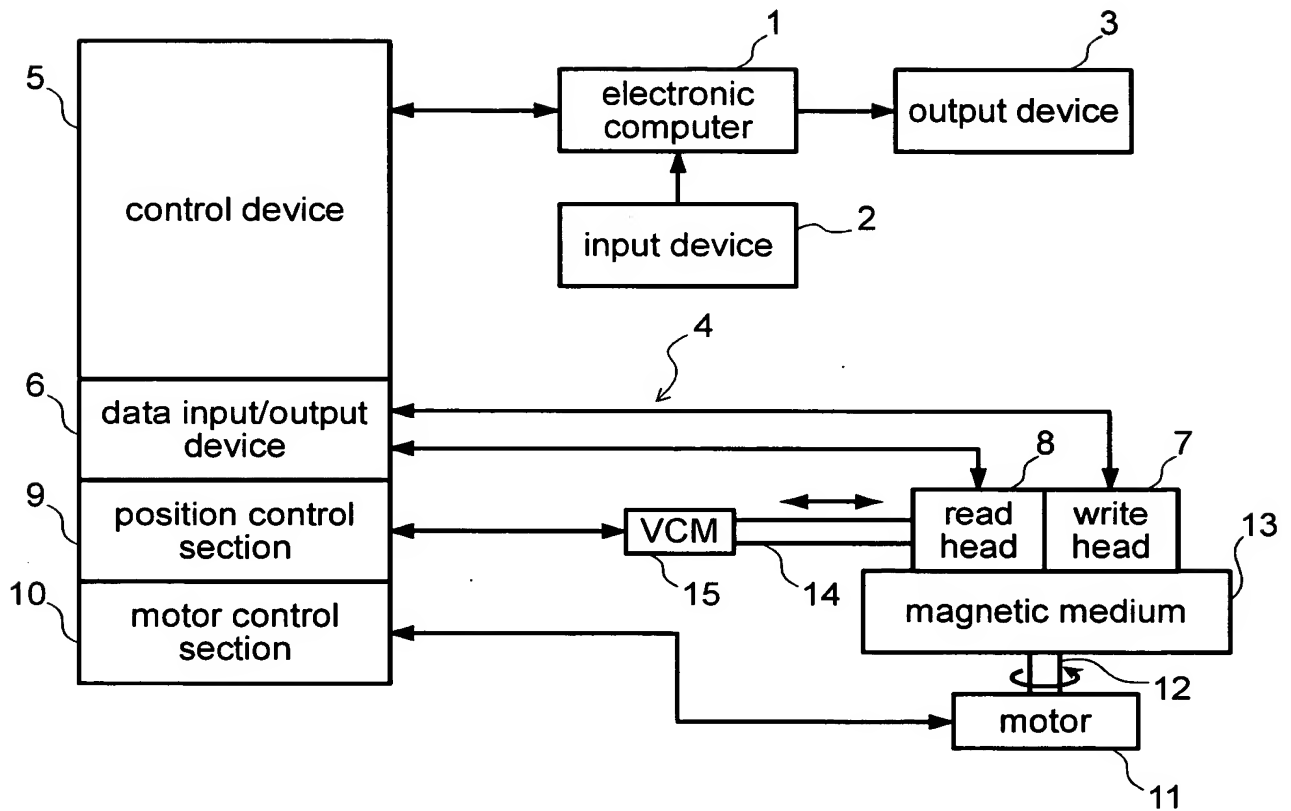 1
3
5
electronic
computer
output device
control device
2
input device
4
6
data input/output
device
8
7
9
position control
section
VCM
read
head
write
head
13
15
14
magnetic medium
10
motor control
section
12
motor
11